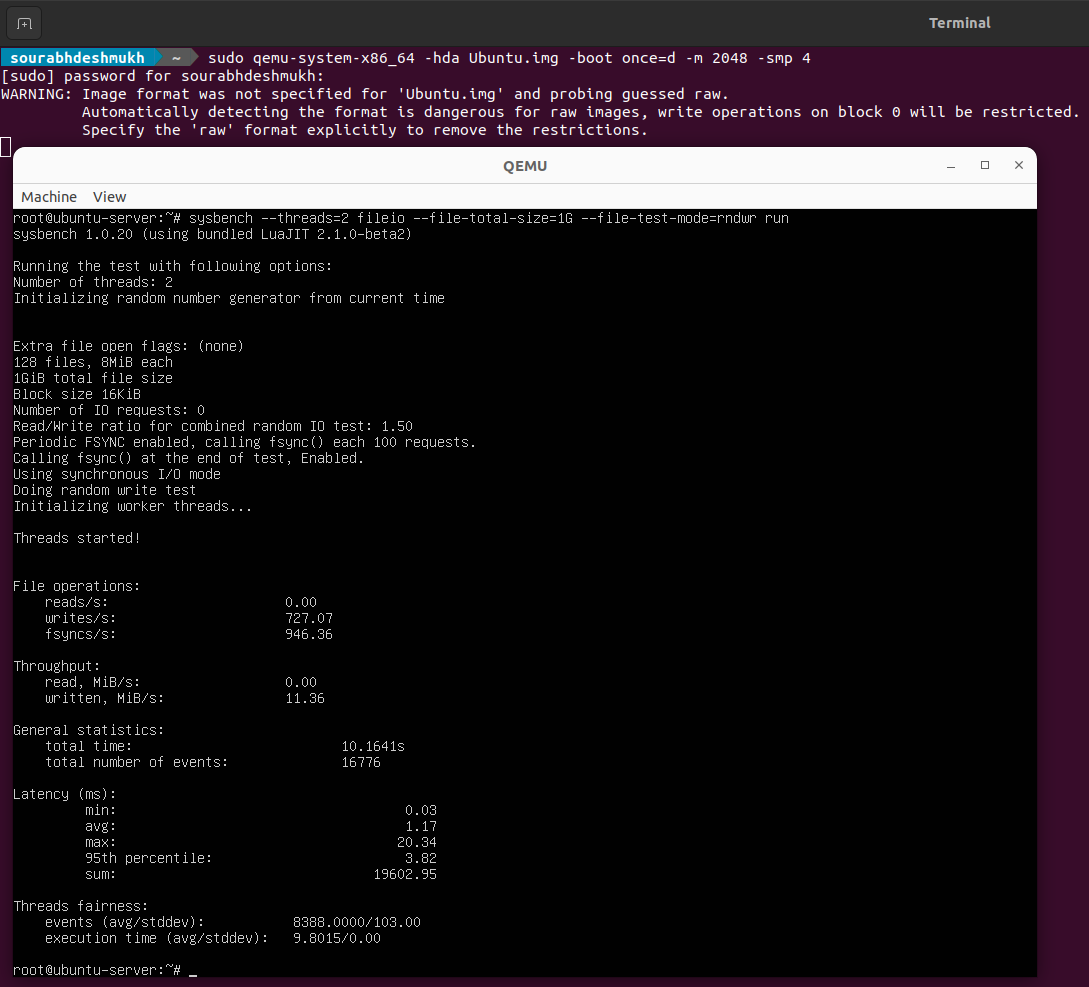 Terminal
sourabhdeshmukh ~ sudo qemu-system-x86_64 -hda Ubuntu.img -boot once=d -m 2048 -smp 4
[sudo] password for sourabhdeshmukh:
WARNING: Image format was not specified for 'Ubuntu.img' and probing guessed raw.
Automatically detecting the format is dangerous for raw images, write operations on block 0 will be restricted.
Specify the 'raw' format explicitly to remove the restrictions.
QEMU
Machine View
root@ubuntu-server:~# sysbench --threads=2 fileio --file-total-size=1G --file-test-mode=rndwr run
sysbench 1.0.20 (using bundled LuaJIT 2.1.0-beta2)
Running the test with following options:
Number of threads: 2
Initializing random number generator from current time
Extra file open flags: (none)
128 files, 8MiB each
1GiB total file size
Block size 16KiB
Number of IO requests: 0
Read/Write ratio for combined random IO test: 1.50
Periodic FSYNC enabled, calling fsync() each 100 requests.
Calling fsync() at the end of test, Enabled.
Using synchronous I/O mode
Doing random write test
Initializing worker threads...
Threads started!
File operations:
reads/s: 0.00
writes/s: 727.07
fsyncs/s: 946.36
Throughput:
read, MiB/s: 0.00
written, MiB/s: 11.36
General statistics:
total time: 10.1641s
total number of events: 16776
Latency (ms):
min: 0.03
avg: 1.17
max: 20.34
95th percentile: 3.82
sum: 19602.95
Threads fairness:
events (avg/stddev): 8388.0000/103.00
execution time (avg/stddev): 9.8015/0.00
root@ubuntu-server:~# _